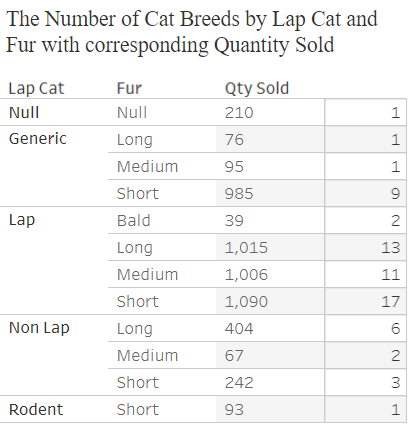 The Number of Cat Breeds by Lap Cat and
Fur with corresponding Quantity Sold
Lap Cat Fur Qty Sold
Null Null 210 1
Generic Long 76 1
Medium 95 1
Short 985 9
Lap Bald 39 2
Long 1,015 13
Medium 1,006 11
Short 1,090 17
Non Lap Long 404 6
Medium 67 2
Short 242 3
Rodent Short 93 1